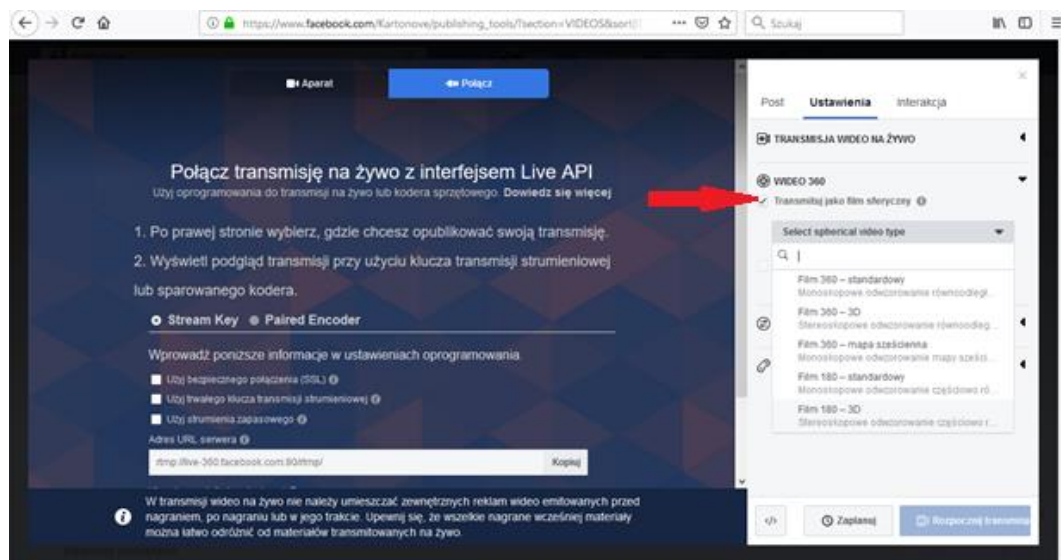 https://www.facebook.com/Kartonove/publishing_tools/?section=VIDEOS&sort
Szukaj
Aparat
Połącz
Połącz transmisję na żywo z interfejsem Live API
Użyj oprogramowania do transmisji na żywo lub kodera sprzętowego. Dowiedz się więcej
1. Po prawej stronie wybierz, gdzie chcesz opublikować swoją transmisję.
2. Wyświetl podgląd transmisji przy użyciu klucza transmisji strumieniowej
lub sparowanego kodera.
Stream Key Paired Encoder
Wprowadź poniższe informacje w ustawieniach oprogramowania.
Użyj bezpiecznego połączenia (SSL)
Użyj trwałego klucza transmisji strumieniowej
Użyj strumienia zapasowego
Adres URL serwera
rtmp://live-360.facebook.com:80/rtmp/
Kopiuj
W transmisji wideo na żywo nie należy umieszczać zewnętrznych reklam wideo emitowanych przed
nagraniem, po nagraniu lub w jego trakcie. Upewnij się, że wszelkie nagrane wcześniej materiały
można łatwo odróżnić od materiałów transmitowanych na żywo.
Post Ustawienia Interakcja
TRANSMISJA WIDEO NA ŻYWO
WIDEO 360
Transmituj jako film sferyczny
Select spherical video type
Film 360 – standardowy
Monoskopowe odwzorowanie równoodległ...
Film 360 – 3D
Stereoskopowe odwzorowanie równoodleg...
Film 360 – mapa sześcienna
Monoskopowe odwzorowanie mapy sześci...
Film 180 – standardowy
Monoskopowe odwzorowanie częściowo ró...
Film 180 – 3D
Stereoskopowe odwzorowanie częściowo r...
</> Zaplanuj Rozpocznij transmis